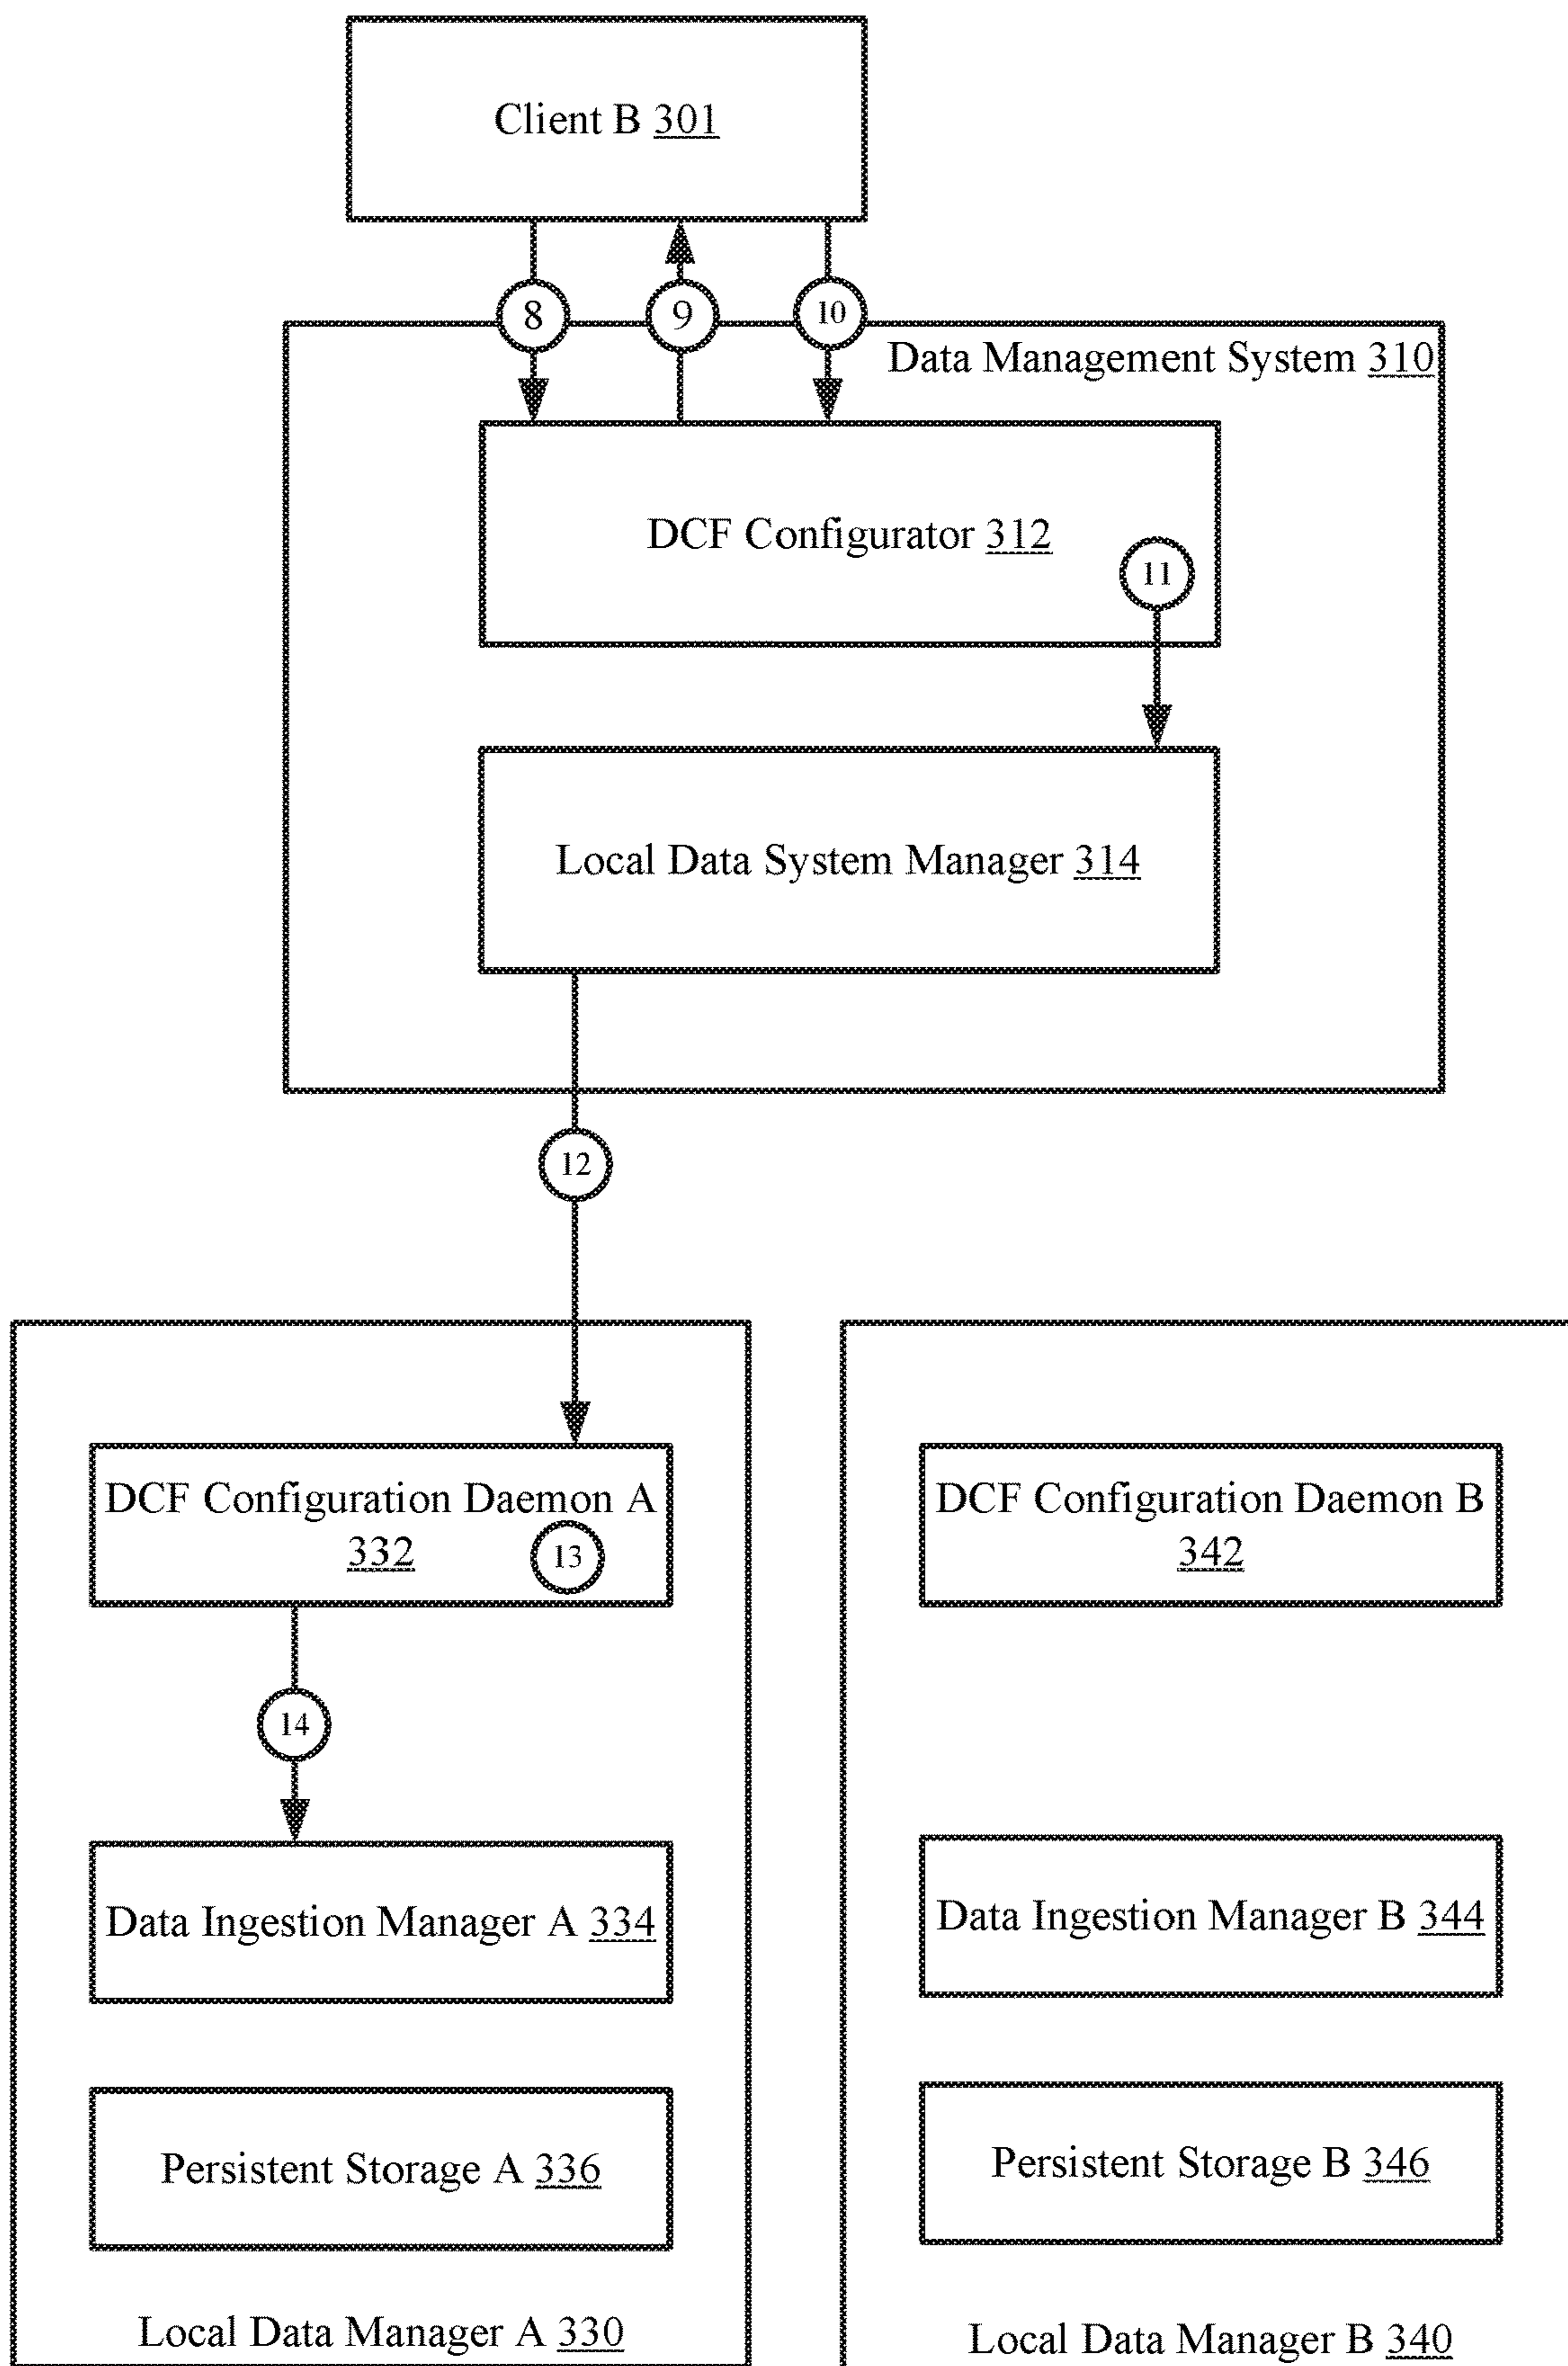 Client B 301
8
9
10
Data Management System 310
DCF Configurator 312
11
Local Data System Manager 314
12
DCF Configuration Daemon A
332
13
14
Data Ingestion Manager A 334
Persistent Storage A 336
Local Data Manager A 330
DCF Configuration Daemon B
342
Data Ingestion Manager B 344
Persistent Storage B 346
Local Data Manager B 340